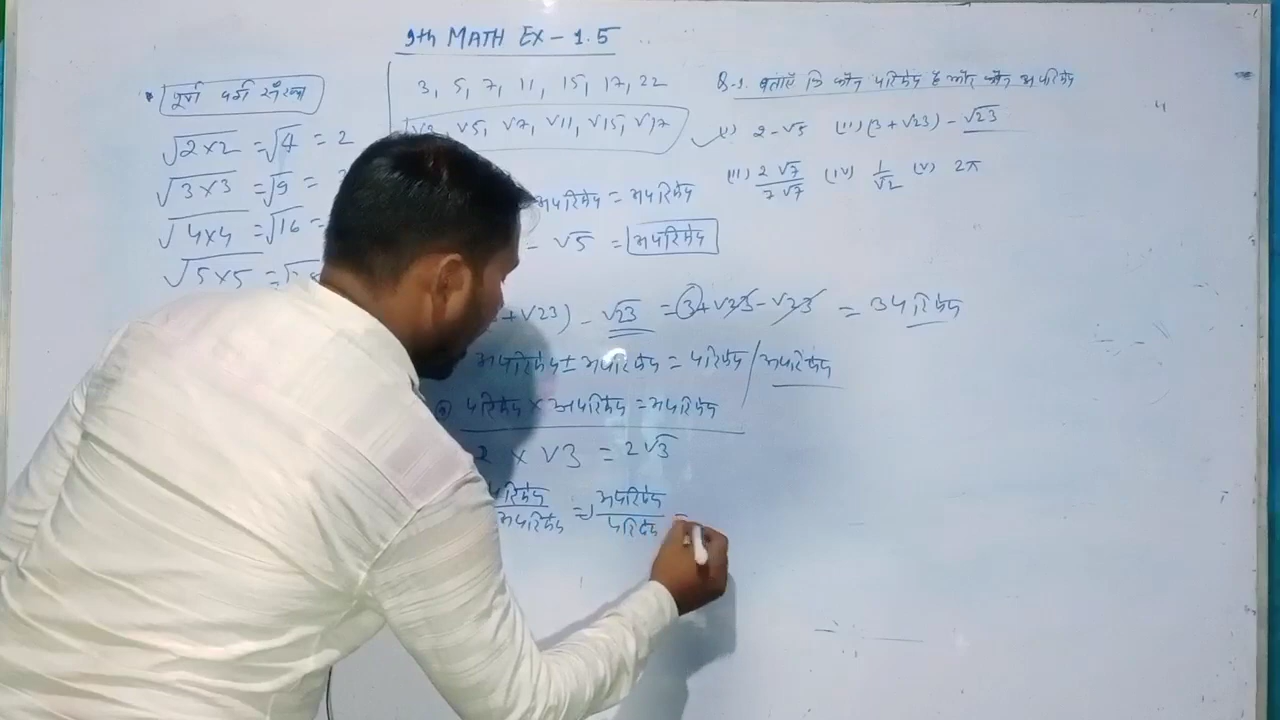 9th MATH EX-1.5
पूर्ण वर्ग संख्या
√2×2 = √4 = 2
√3×3 = √9 =
√4×4 = √16 =
√5×5 =
3, 5, 7, 11, 15, 17, 22
√5, √7, √11, √15, √17
अपरिमेय = अपरिमेय
- √5 = अपरिमेय
+√23) - √23 = 3+√23-√23 = 3 परिमेय
अपरिमेय ± अपरिमेय = परिमेय / अपरिमेय
परिमेय × अपरिमेय = अपरिमेय
2 × √3 = 2√3
परिमेय/अपरिमेय = अपरिमेय/परिमेय =
Q-1. बताएँ कि कौन परिमेय है और कौन अपरिमेय
(i) 2-√5 (ii) (3+√23) - √23
(iii) 2√7/7√7 (iv) 1/√2 (v) 2π